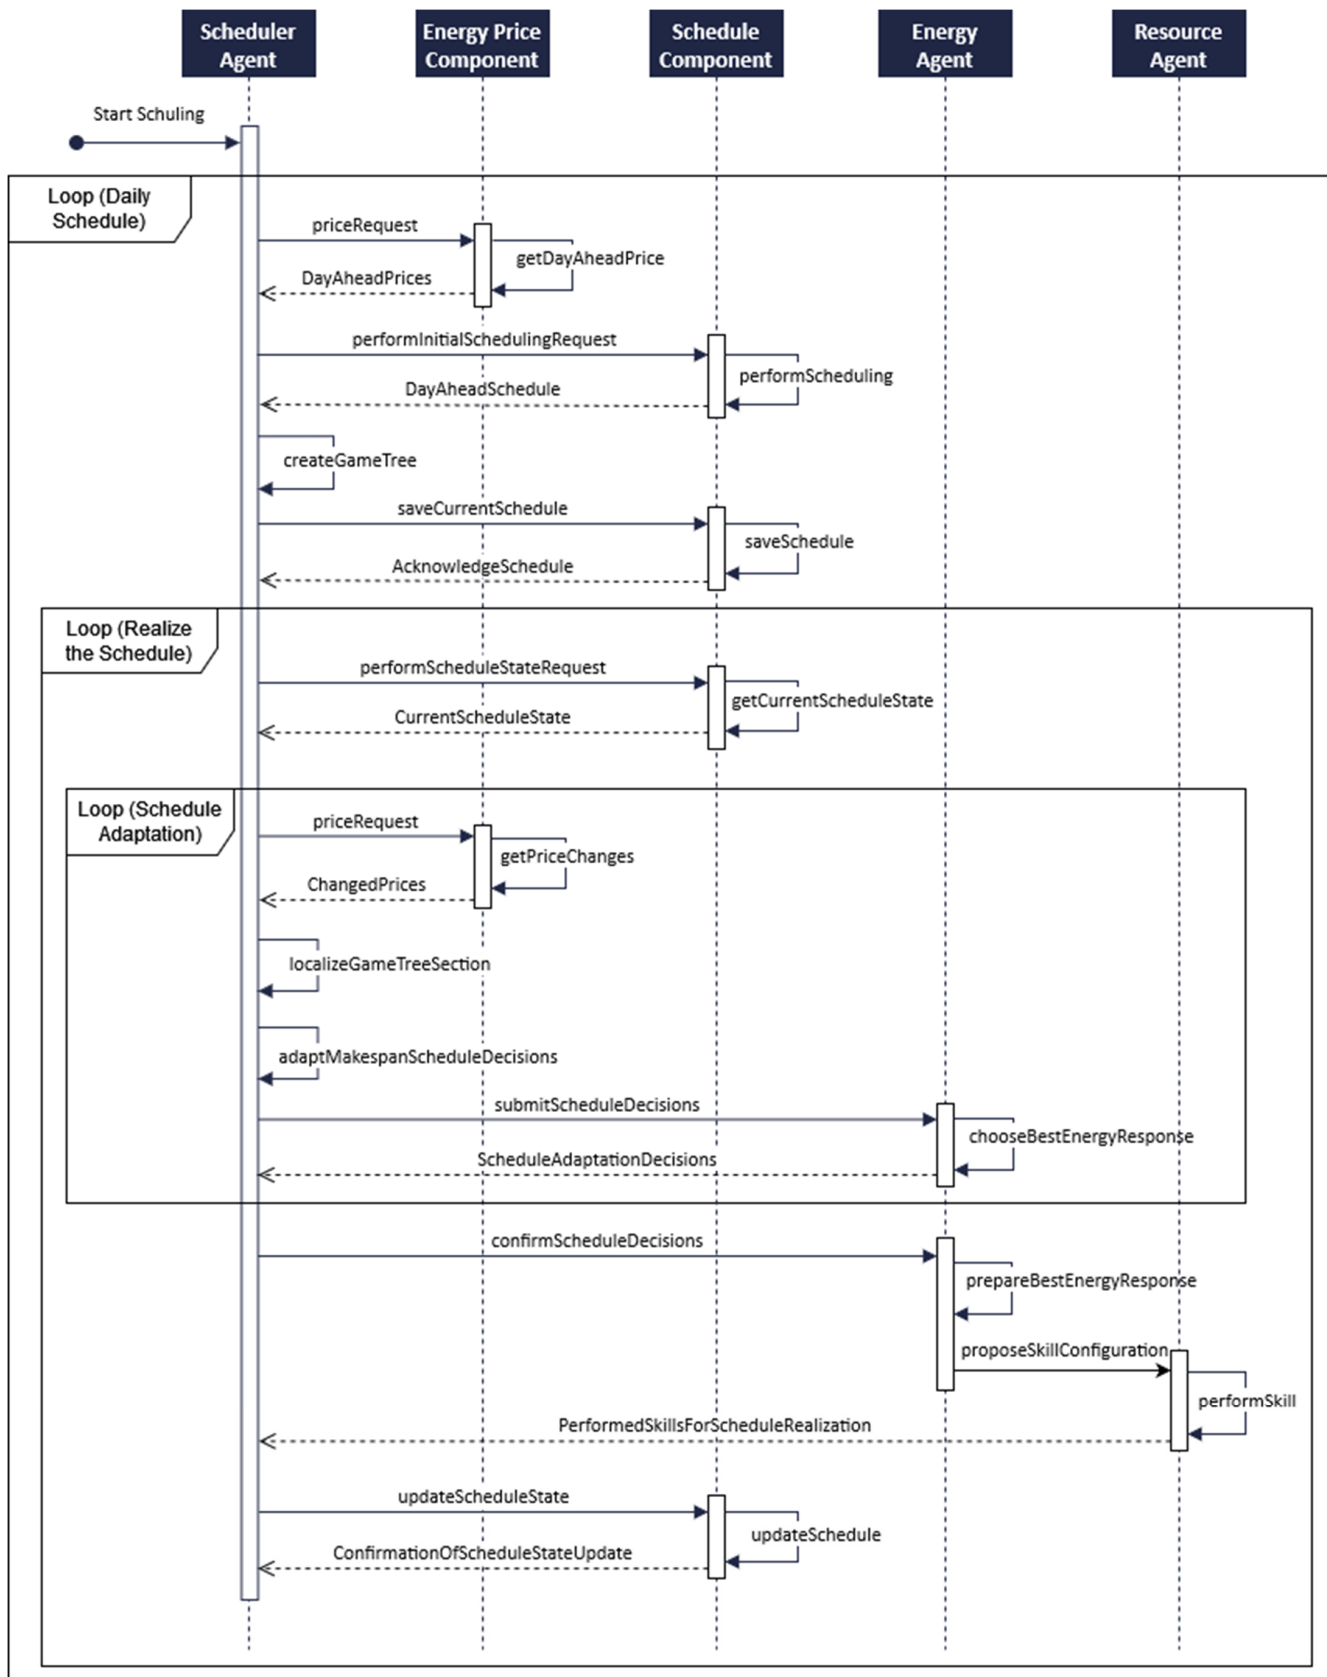 Scheduler
Agent
Energy Price
Component
Schedule
Component
Energy
Agent
Resource
Agent
Start Schuling
Loop (Daily
Schedule)
priceRequest
getDayAheadPrice
DayAheadPrices
performInitialSchedulingRequest
performScheduling
DayAheadSchedule
createGameTree
saveCurrentSchedule
saveSchedule
AcknowledgeSchedule
Loop (Realize
the Schedule)
performScheduleStateRequest
getCurrentScheduleState
CurrentScheduleState
Loop (Schedule
Adaptation)
priceRequest
getPriceChanges
ChangedPrices
localizeGameTreeSection
adaptMakespanScheduleDecisions
submitScheduleDecisions
chooseBestEnergyResponse
ScheduleAdaptationDecisions
confirmScheduleDecisions
prepareBestEnergyResponse
proposeSkillConfiguration
performSkill
PerformedSkillsForScheduleRealization
updateScheduleState
updateSchedule
ConfirmationOfScheduleStateUpdate